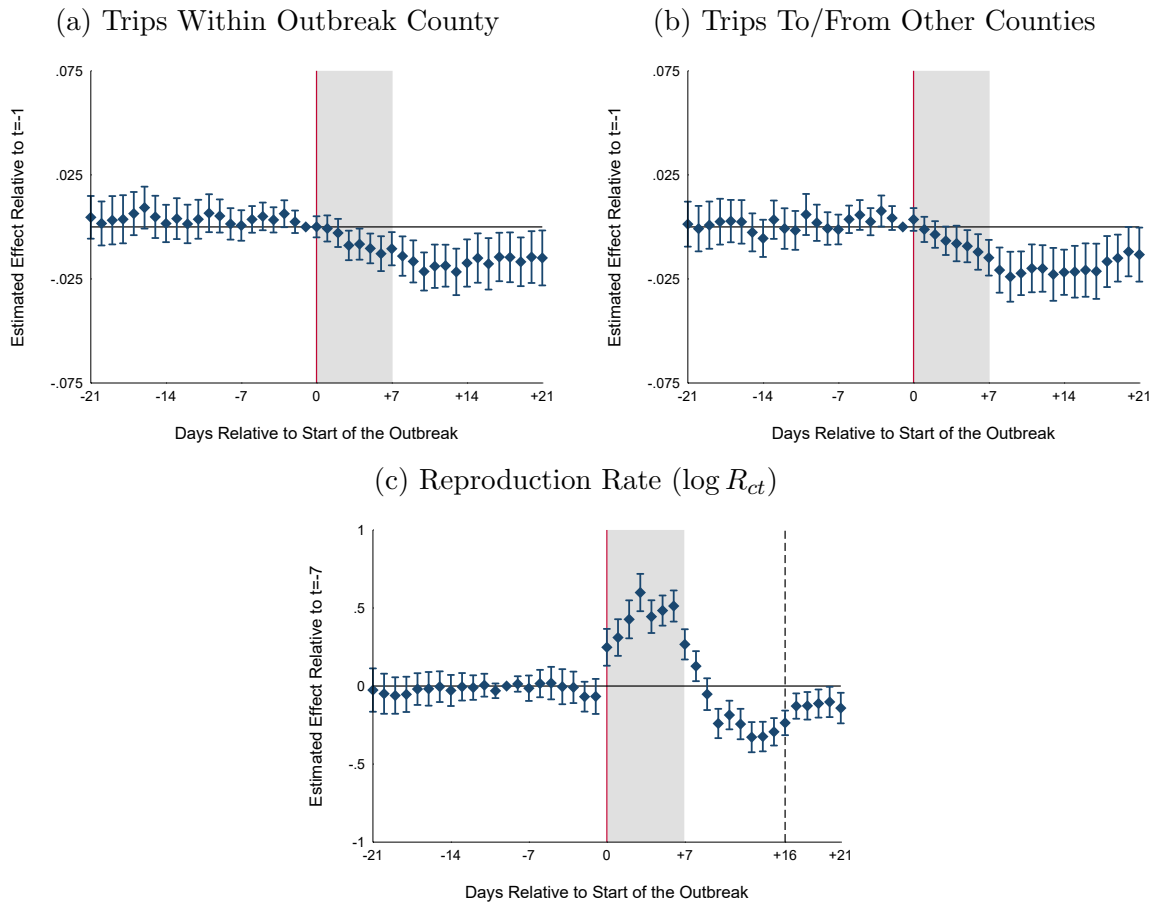 (a) Trips Within Outbreak County
(b) Trips To/From Other Counties
.075
.025
-.025
-.075
Estimated Effect Relative to t=-1
-21 -14 -7 0 +7 +14 +21
Days Relative to Start of the Outbreak
.075
.025
-.025
-.075
Estimated Effect Relative to t=-1
-21 -14 -7 0 +7 +14 +21
Days Relative to Start of the Outbreak
(c) Reproduction Rate (log R_{ct})
1
.5
0
-.5
-1
Estimated Effect Relative to t=-7
-21 -14 -7 0 +7 +16 +21
Days Relative to Start of the Outbreak